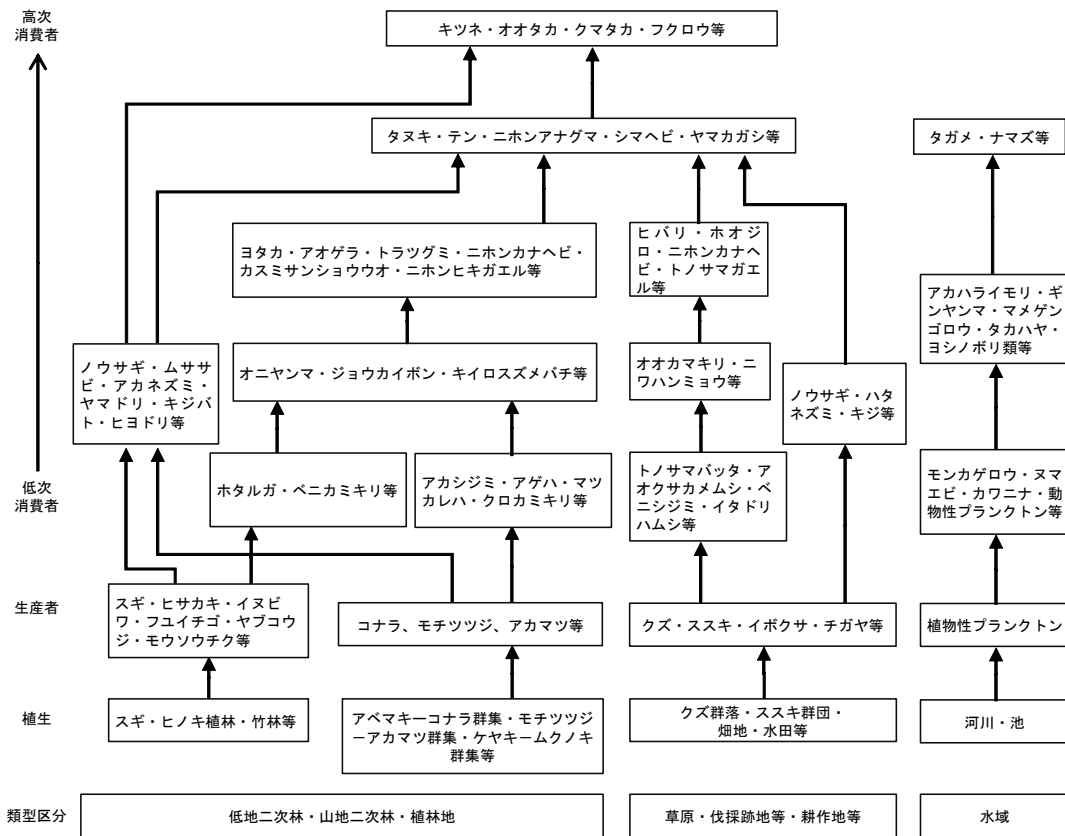 高次
消費者
キツネ・オオタカ・クマタカ・フクロウ等
タヌキ・テン・ニホンアナグマ・シマヘビ・ヤマカガシ等
タガメ・ナマズ等
ヨタカ・アオゲラ・トラツグミ・ニホンカナヘビ・
カスミサンショウウオ・ニホンヒキガエル等
ヒバリ・ホオジ
ロ・ニホンカナヘ
ビ・トノサマガエ
ル等
アカハライモリ・ギ
ンヤンマ・マメゲン
ゴロウ・タカハヤ・
ヨシノボリ類等
ノウサギ・ムササ
ビ・アカネズミ・
ヤマドリ・キジバ
ト・ヒヨドリ等
オニヤンマ・ジョウカイボン・キイロスズメバチ等
オオカマキリ・ニ
ワハンミョウ等
ノウサギ・ハタ
ネズミ・キジ等
低次
消費者
ホタルガ・ベニカミキリ等
アカシジミ・アゲハ・マツ
カレハ・クロカミキリ等
トノサマバッタ・ア
オクサカメムシ・ベ
ニシジミ・イタドリ
ハムシ等
モンカゲロウ・ヌマ
エビ・カワニナ・動
物性プランクトン等
生産者
スギ・ヒサカキ・イヌビ
ワ・フユイチゴ・ヤブコウ
ジ・モウソウチク等
コナラ、モチツツジ、アカマツ等
クズ・ススキ・イボクサ・チガヤ等
植物性プランクトン
植生
スギ・ヒノキ植林・竹林等
アベマキーコナラ群集・モチツツジ
ーアカマツ群集・ケヤキームクノキ
群集等
クズ群落・ススキ群団・
畑地・水田等
河川・池
類型区分
低地二次林・山地二次林・植林地
草原・伐採跡地等・耕作地等
水域